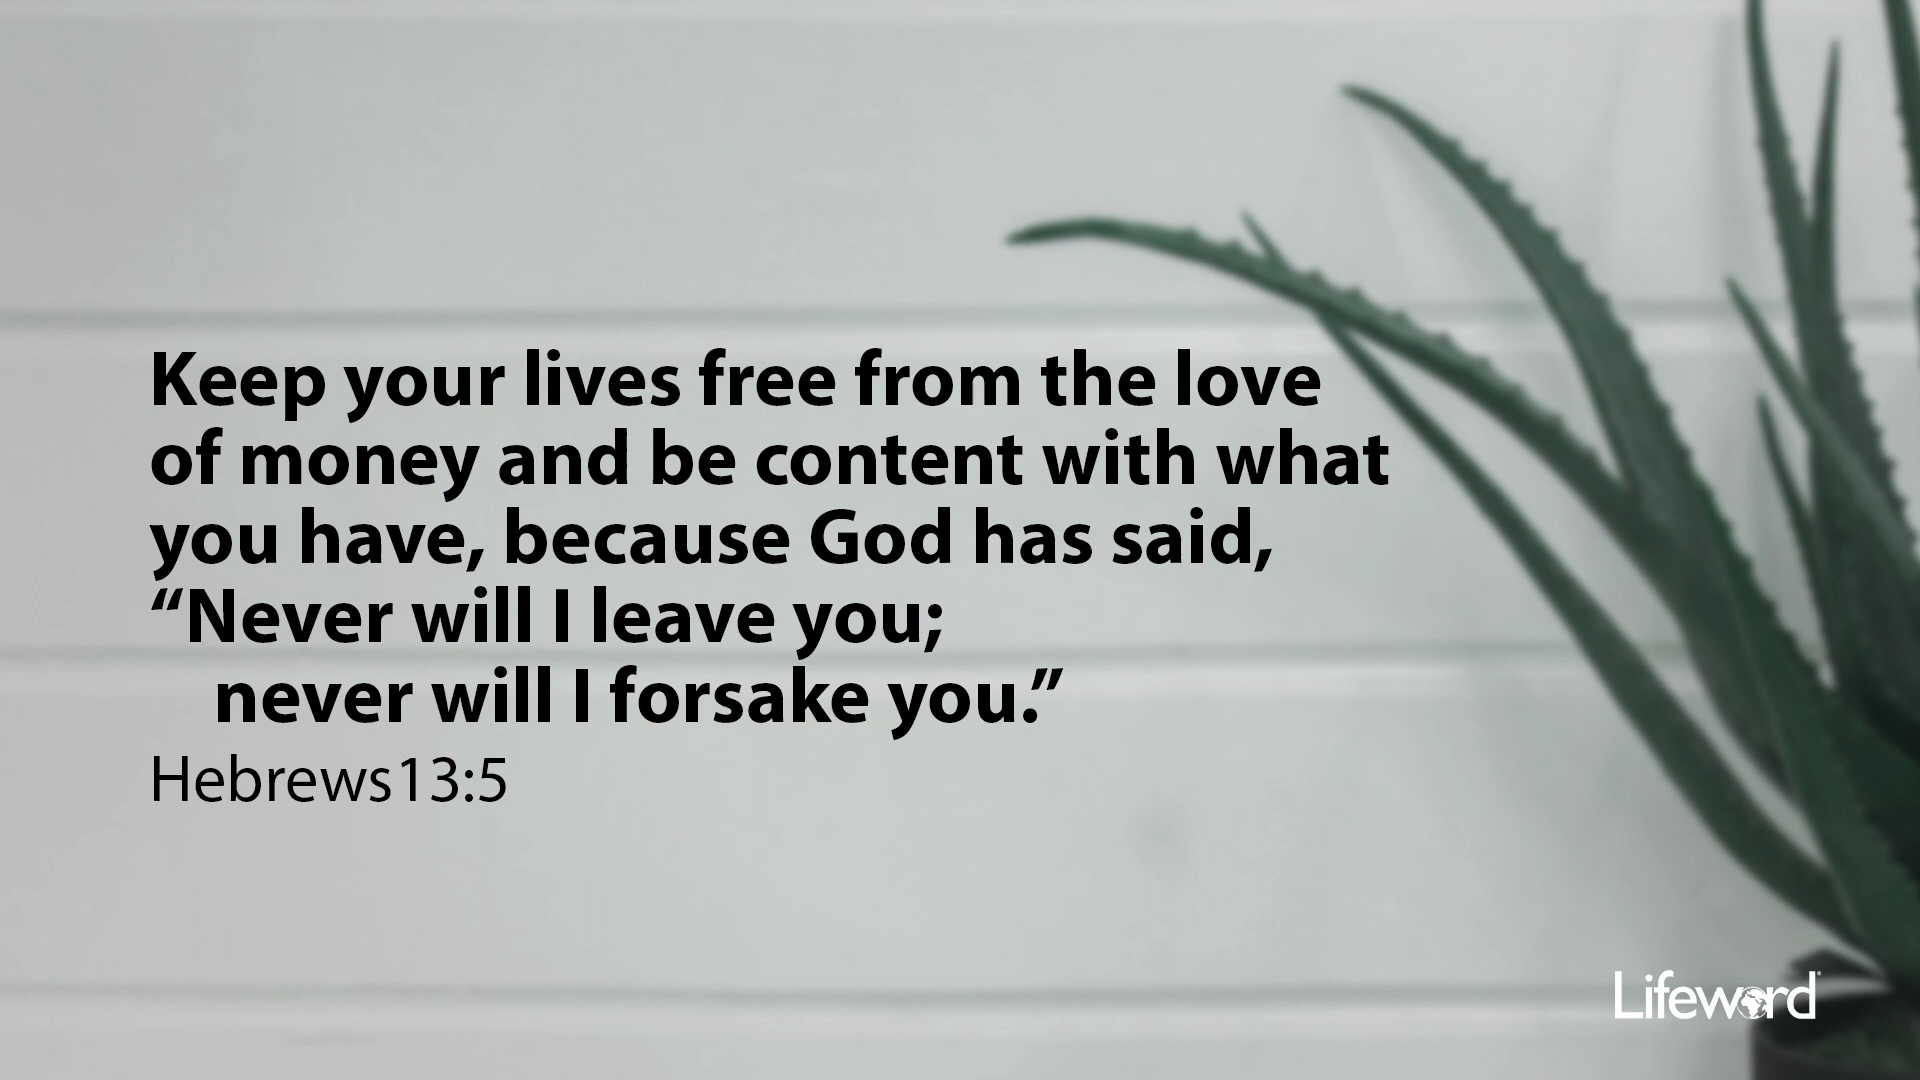 Keep your lives free from the love
of money and be content with what
you have, because God has said,
“Never will I leave you;
never will I forsake you.”
Hebrews13:5
Lifeword